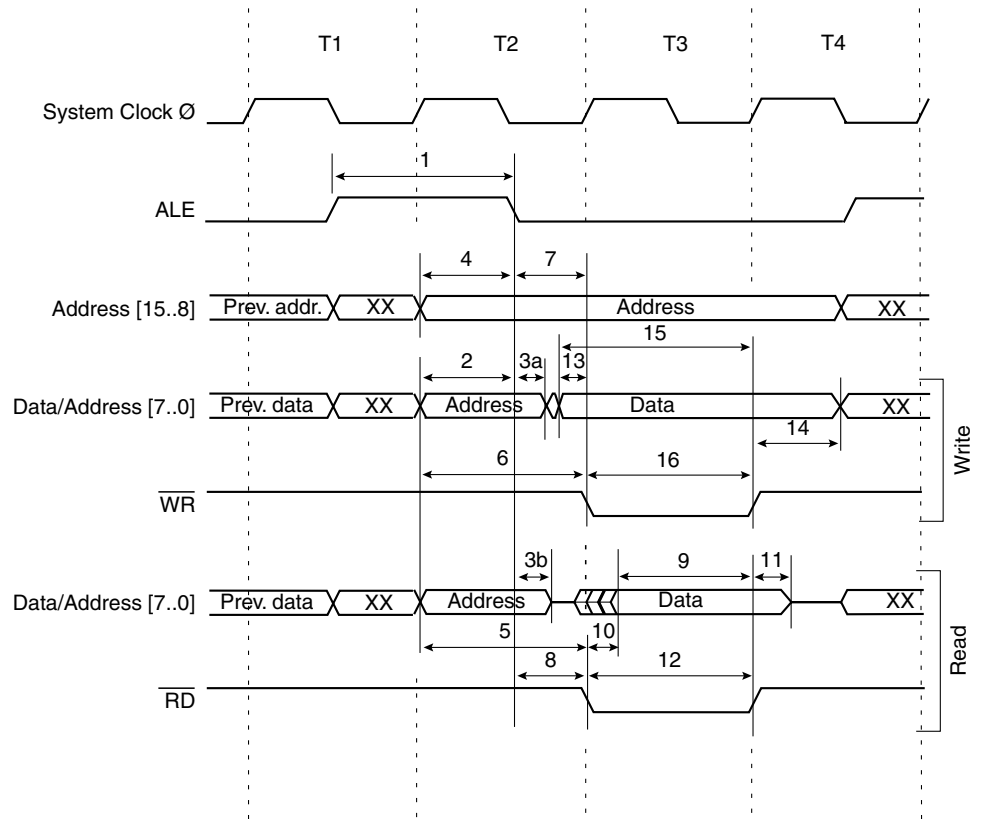 T1 T2 T3 T4
System Clock Ø
1
ALE
4 7
Address [15..8] Prev. addr. XX Address XX
15
2 3a 13
Data/Address [7..0] Prev. data XX Address Data XX
14
6 16
WR
Write
3b 9 11
Data/Address [7..0] Prev. data XX Address Data XX
5 10
8 12
RD
Read